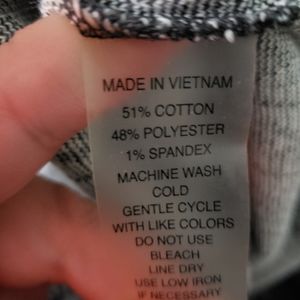 MADE IN VIETNAM
51% COTTON
48% POLYESTER
1% SPANDEX
MACHINE WASH
COLD
GENTLE CYCLE
WITH LIKE COLORS
DO NOT USE
BLEACH
LINE DRY
USE LOW IRON
IF NECESSARY